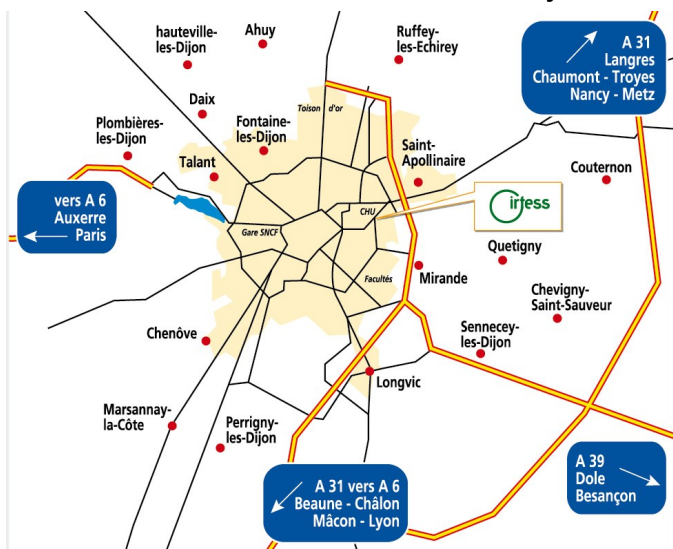 hauteville-
les-Dijon
Ahuy
Ruffey-
les-Echirey
A 31
Langres
Chaumont - Troyes
Nancy - Metz
Daix
Toison d'or
Plombières-
les-Dijon
Fontaine-
les-Dijon
Talant
Saint-
Apollinaire
Couternon
vers A 6
Auxerre
Paris
CHU
irtess
Gare SNCF
Quetigny
Facultés
Mirande
Chevigny-
Saint-Sauveur
Chenôve
Sennecey-
les-Dijon
Longvic
Marsannay-
la-Côte
Perrigny-
les-Dijon
A 39
Dole
Besançon
A 31 vers A 6
Beaune - Châlon
Mâcon - Lyon